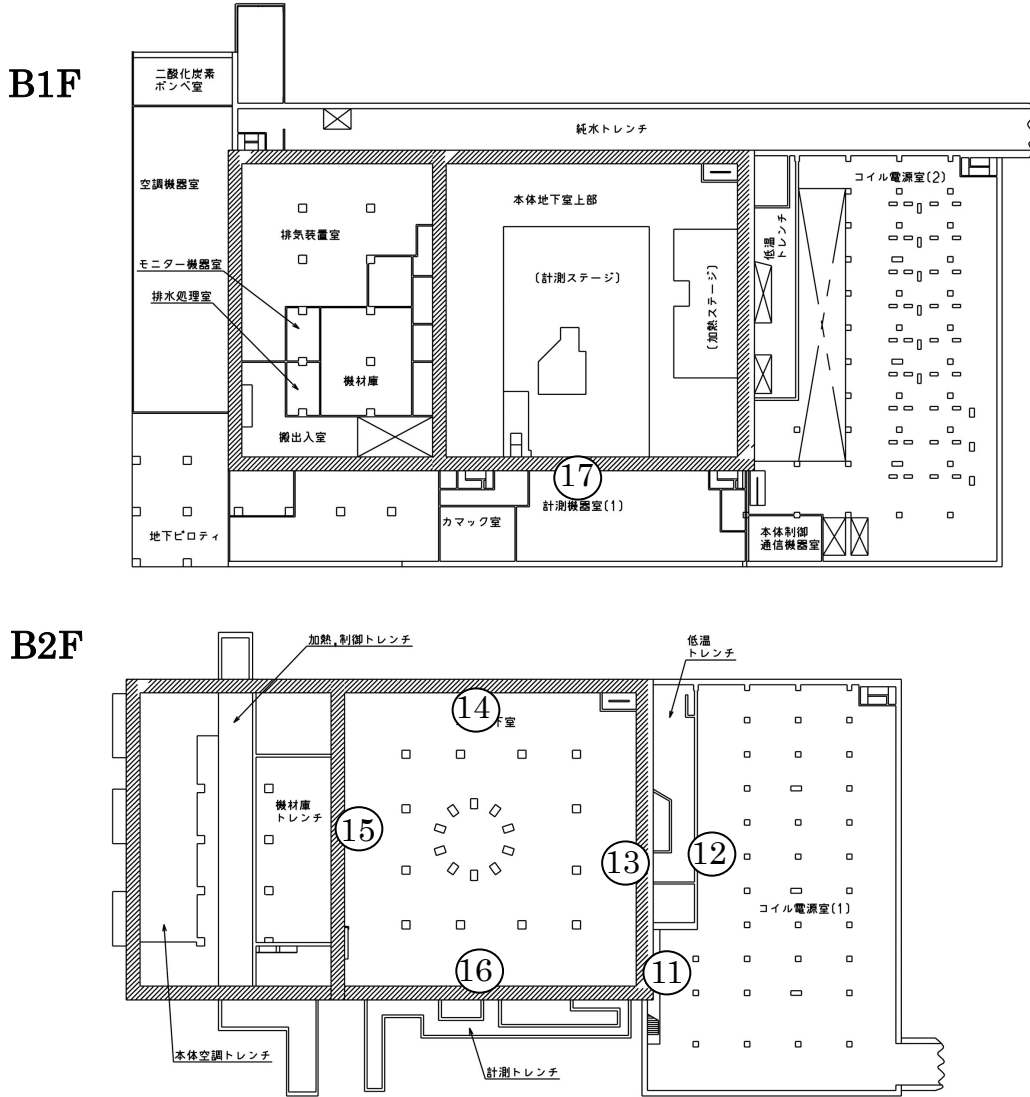 B1F
二酸化炭素
ボンベ室
純水トレンチ
空調機器室
コイル電源室(2)
本体地下室上部
排気装置室
低温
トレンチ
モニター機器室
(計測ステージ)
排水処理室
(加熱ステージ)
機材庫
搬出入室
17
計測機器室(1)
カマック室
地下ピロティ
本体制御
通信機器室
B2F
加熱,制御トレンチ
低温
トレンチ
14
下室
機材庫
トレンチ
15
13
12
コイル電源室(1)
16
11
本体空調トレンチ
計測トレンチ